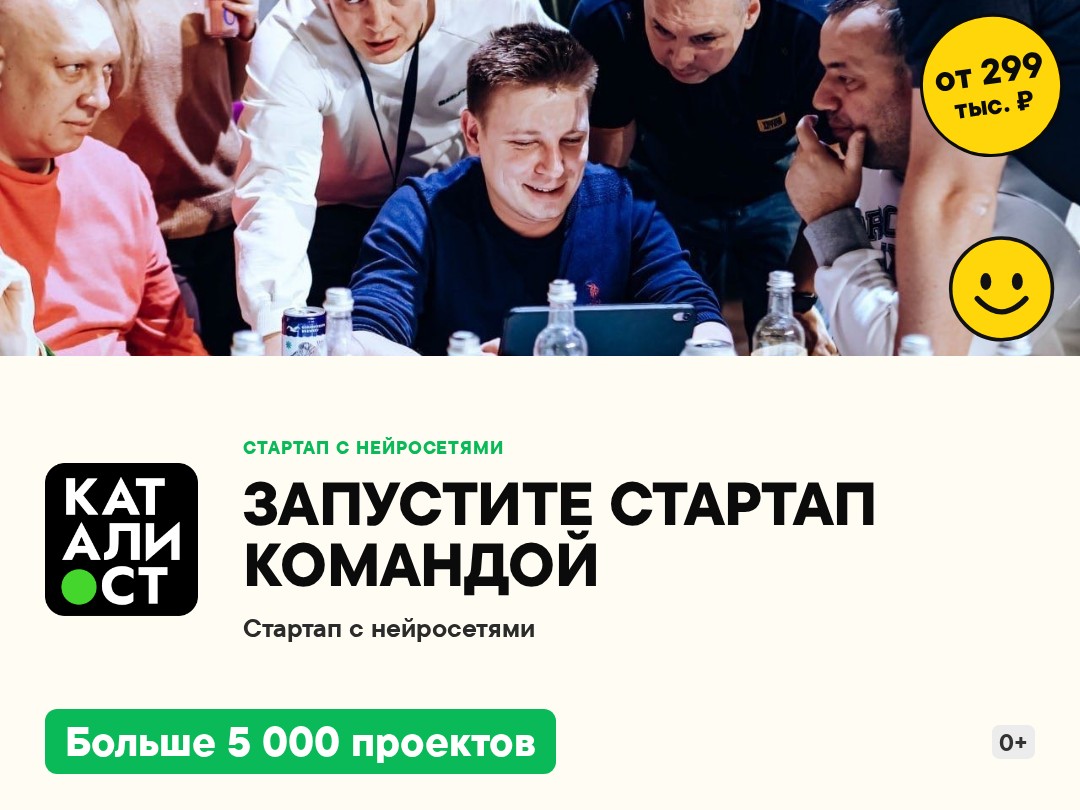 от 299
тыс. ₽
СТАРТАП С НЕЙРОСЕТЯМИ
ЗАПУСТИТЕ СТАРТАП
КОМАНДОЙ
Стартап с нейросетями
КАТ
АЛИ
СТ
Больше 5 000 проектов
0+